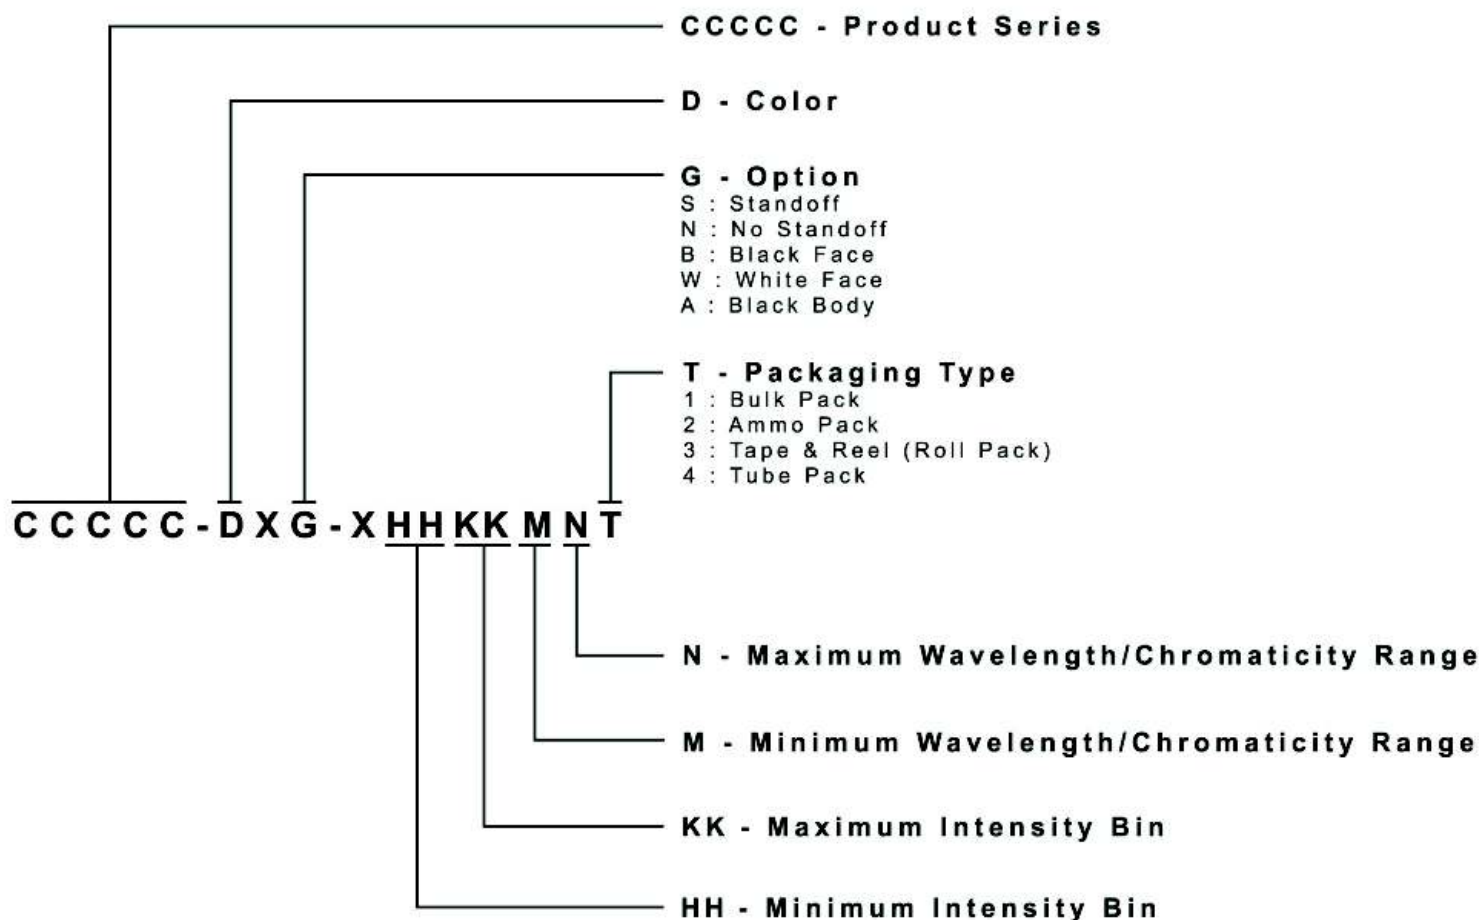 CCCCC - Product Series
D - Color
G - Option
S : Standoff
N : No Standoff
B : Black Face
W : White Face
A : Black Body
T - Packaging Type
1 : Bulk Pack
2 : Ammo Pack
3 : Tape & Reel (Roll Pack)
4 : Tube Pack
CCCCC-DXG-XHHKKMNT
N - Maximum Wavelength/Chromaticity Range
M - Minimum Wavelength/Chromaticity Range
KK - Maximum Intensity Bin
HH - Minimum Intensity Bin